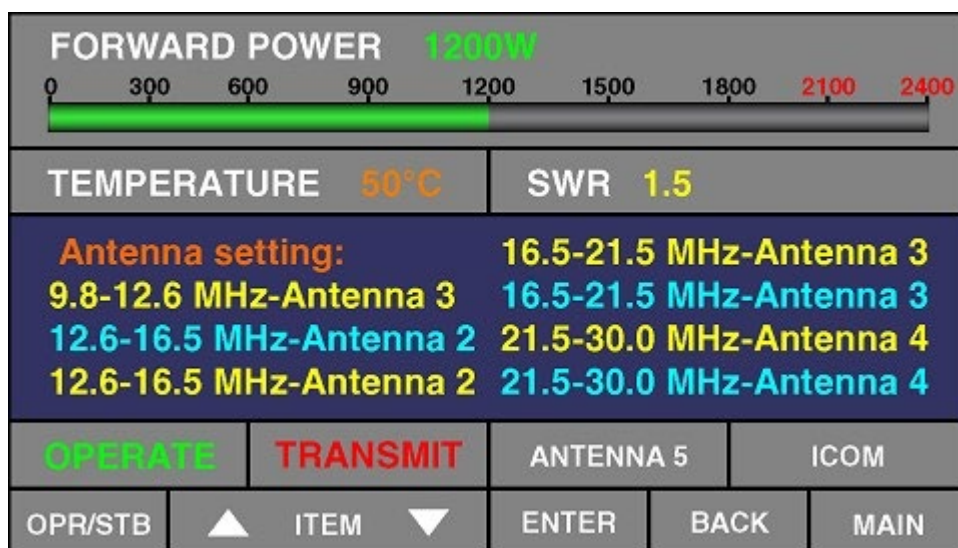 FORWARD POWER 1200W
0 300 600 900 1200 1500 1800 2100 2400
TEMPERATURE 50°C
SWR 1.5
Antenna setting:
9.8-12.6 MHz-Antenna 3
12.6-16.5 MHz-Antenna 2
12.6-16.5 MHz-Antenna 2
16.5-21.5 MHz-Antenna 3
16.5-21.5 MHz-Antenna 3
21.5-30.0 MHz-Antenna 4
21.5-30.0 MHz-Antenna 4
OPERATE TRANSMIT ANTENNA 5 ICOM
OPR/STB ITEM ENTER BACK MAIN